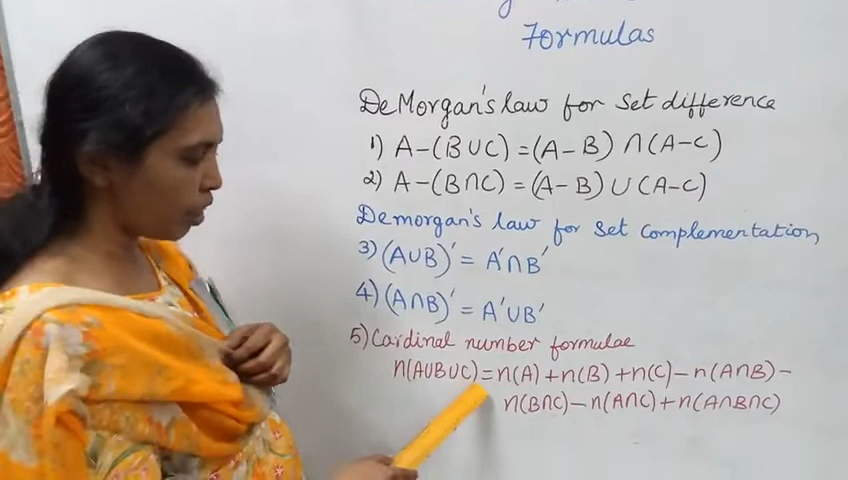 Formulas
DeMorgan's law for set difference
1) A-(B∪C) = (A-B) ∩ (A-C)
2) A-(B∩C) = (A-B) ∪ (A-C)
Demorgan's law for set complementation
3) (A∪B)' = A'∩B'
4) (A∩B)' = A'∪B'
5) Cardinal number formulae
n(A∪B∪C) = n(A) + n(B) + n(C) - n(A∩B) -
n(B∩C) - n(A∩C) + n(A∩B∩C)